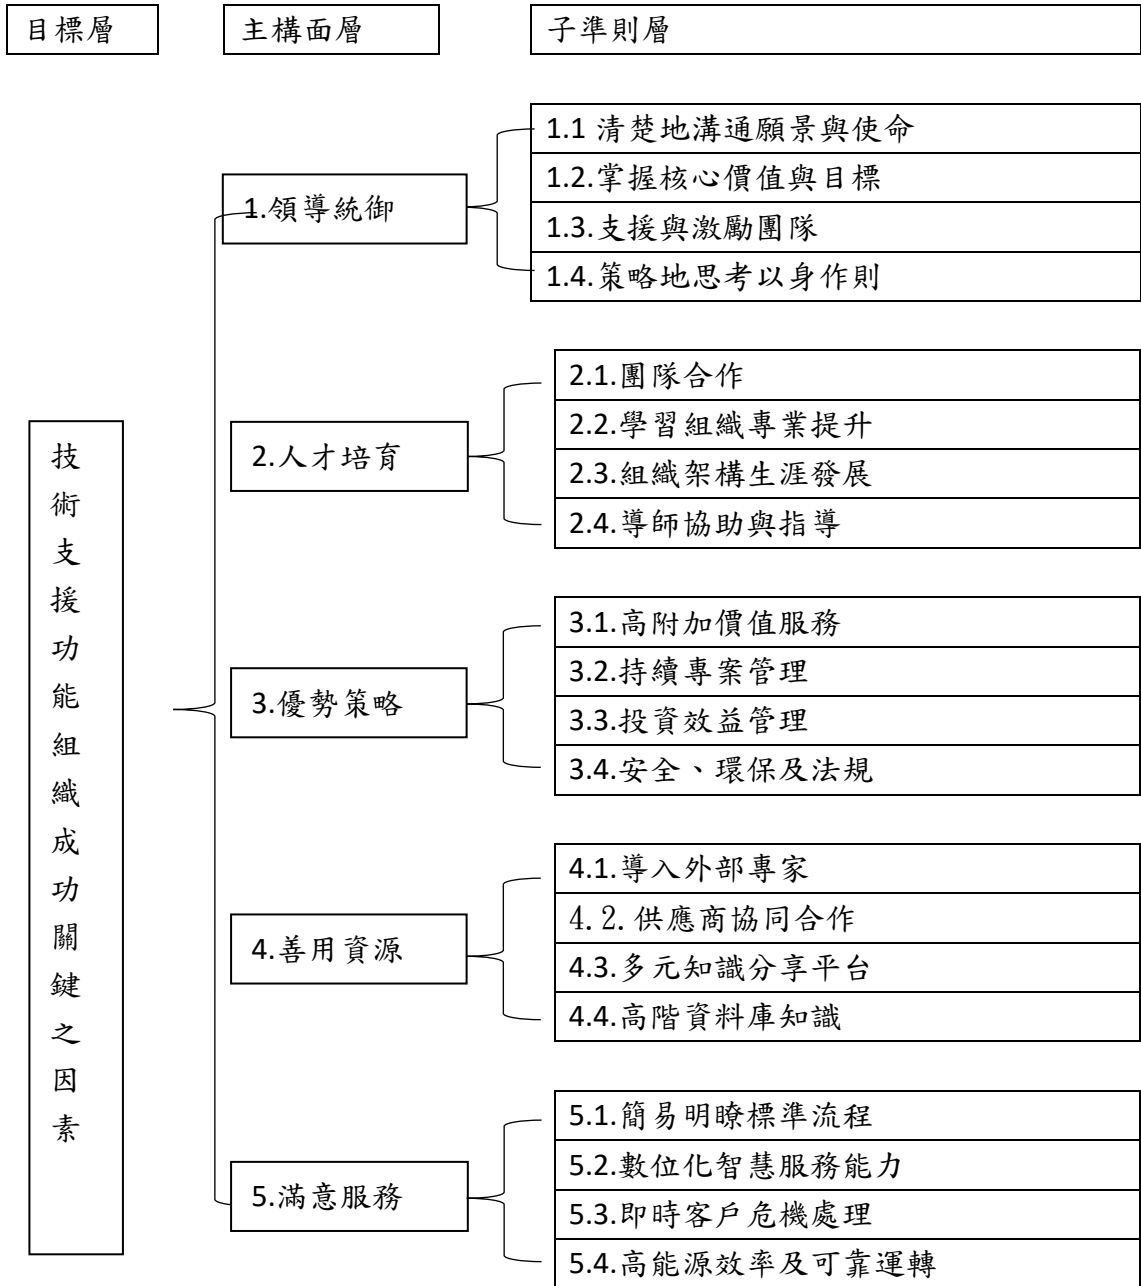 目標層 主構面層 子準則層
技術支援功能組織成功關鍵之因素
1.領導統御
1.1 清楚地溝通願景與使命
1.2.掌握核心價值與目標
1.3.支援與激勵團隊
1.4.策略地思考以身作則
2.人才培育
2.1.團隊合作
2.2.學習組織專業提升
2.3.組織架構生涯發展
2.4.導師協助與指導
3.優勢策略
3.1.高附加價值服務
3.2.持續專案管理
3.3.投資效益管理
3.4.安全、環保及法規
4.善用資源
4.1.導入外部專家
4.2.供應商協同合作
4.3.多元知識分享平台
4.4.高階資料庫知識
5.滿意服務
5.1.簡易明瞭標準流程
5.2.數位化智慧服務能力
5.3.即時客戶危機處理
5.4.高能源效率及可靠運轉